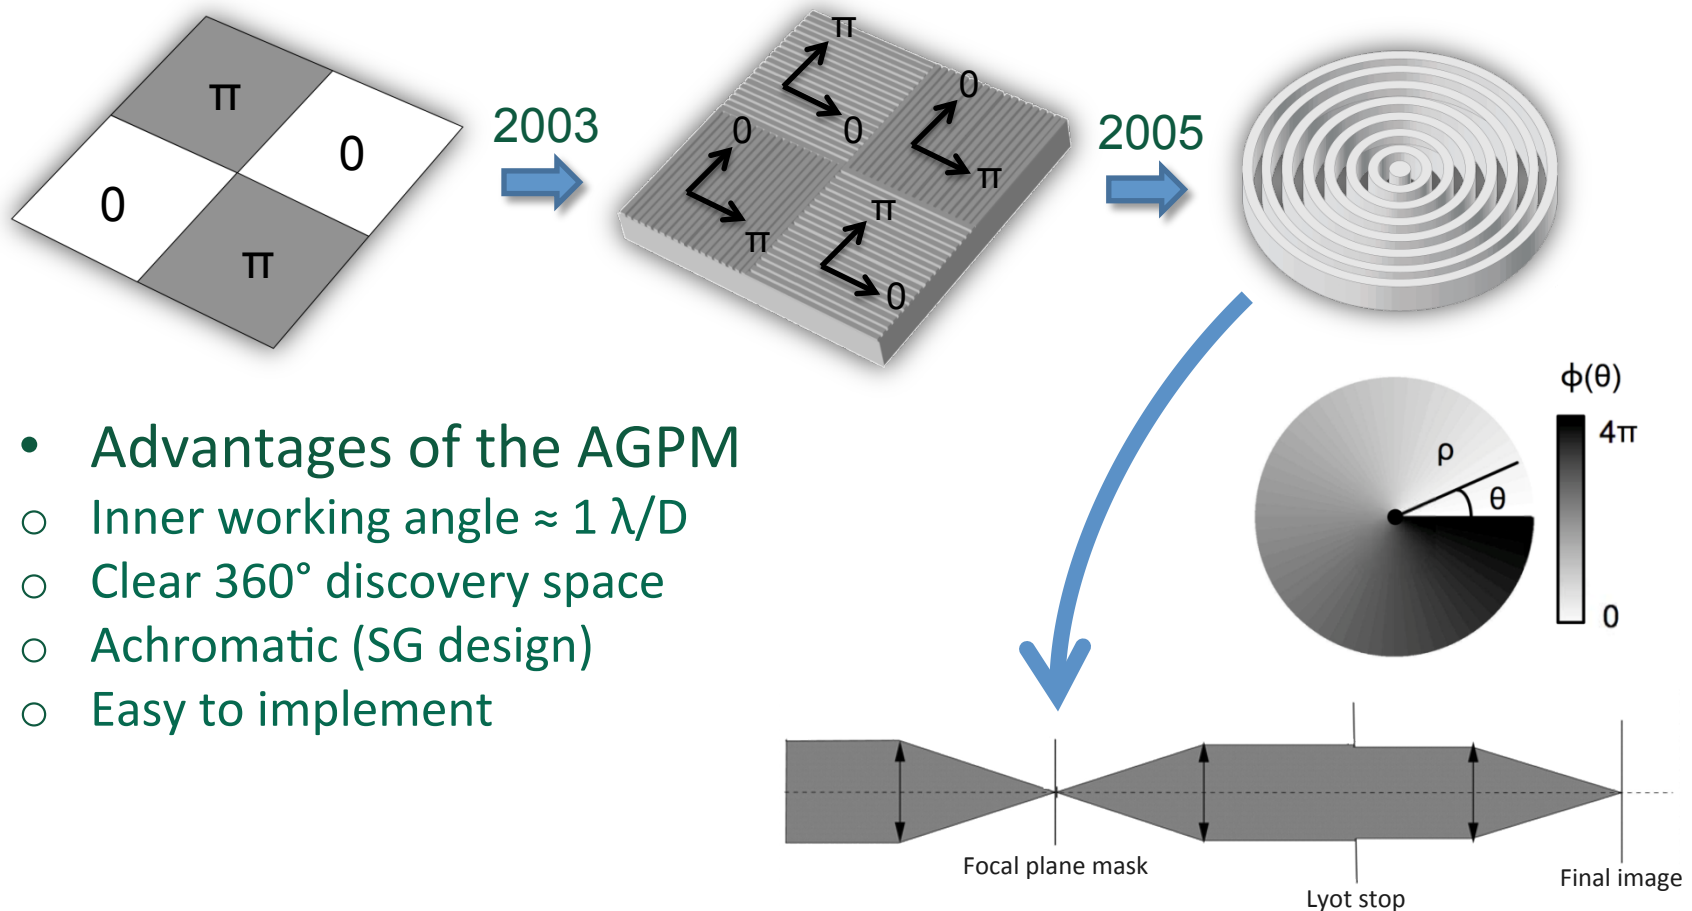 π
0
0
π
2003
π
0
0
π
0
π
π
0
2005
• Advantages of the AGPM
o Inner working angle ≈ 1 λ/D
o Clear 360° discovery space
o Achromatic (SG design)
o Easy to implement
ϕ(θ)
4π
0
ρ
θ
Focal plane mask
Lyot stop
Final image